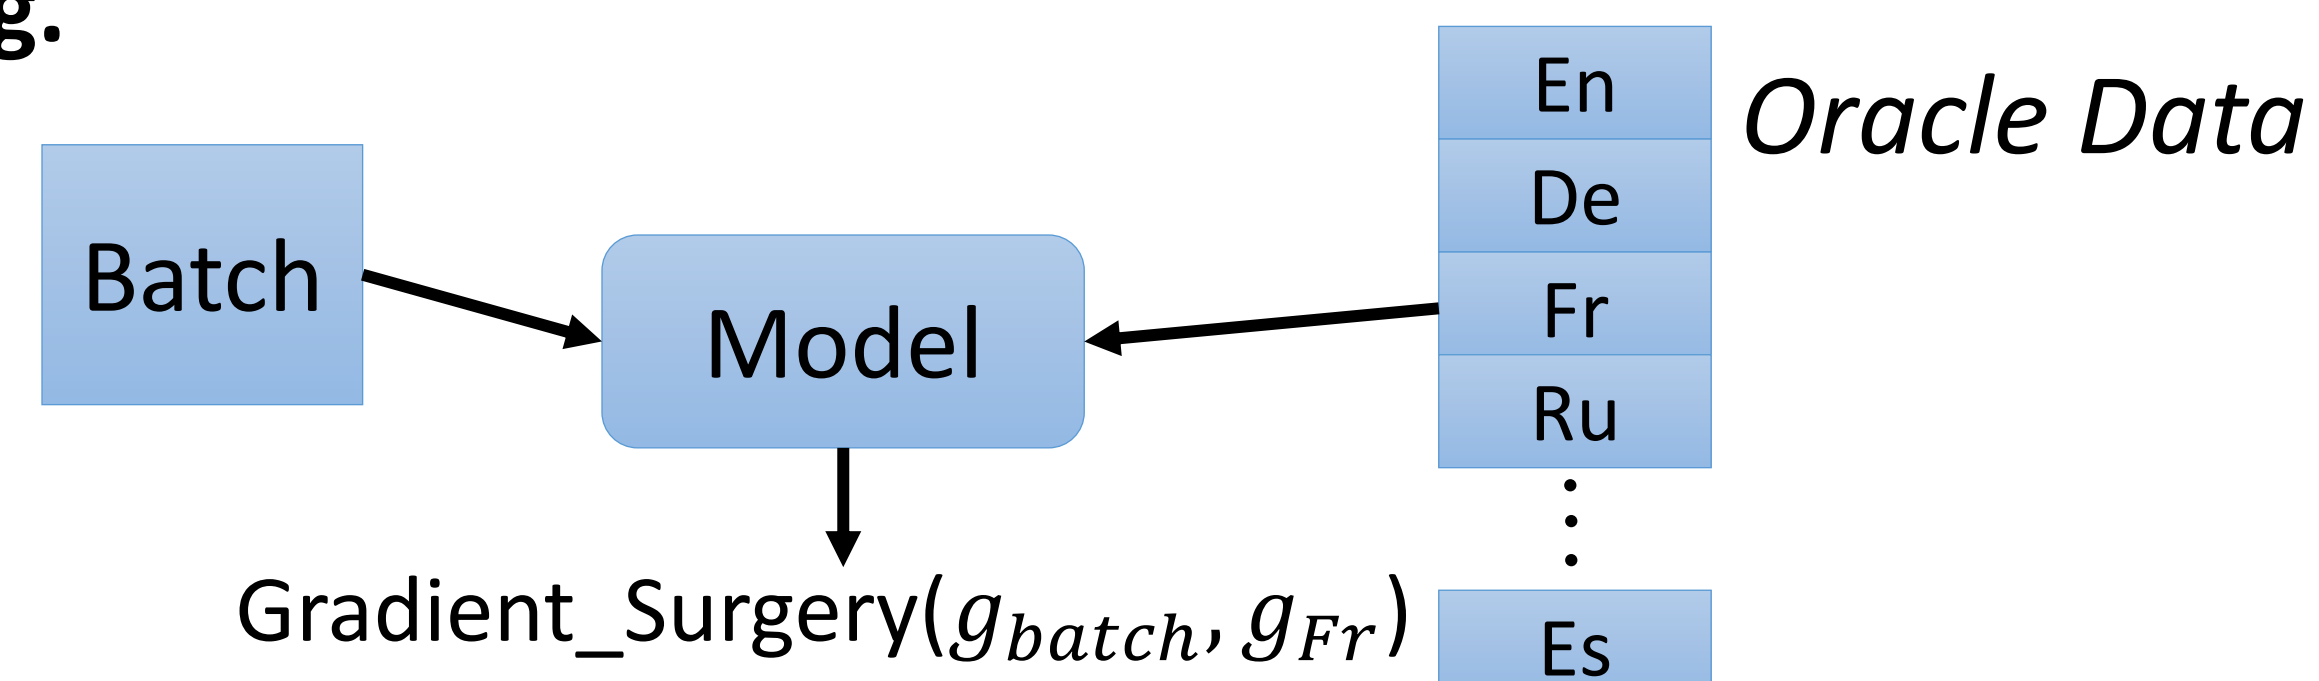 g.
En
Oracle Data
De
Batch
Fr
Model
Ru
Gradient_Surgery(g_batch, g_Fr)
Es